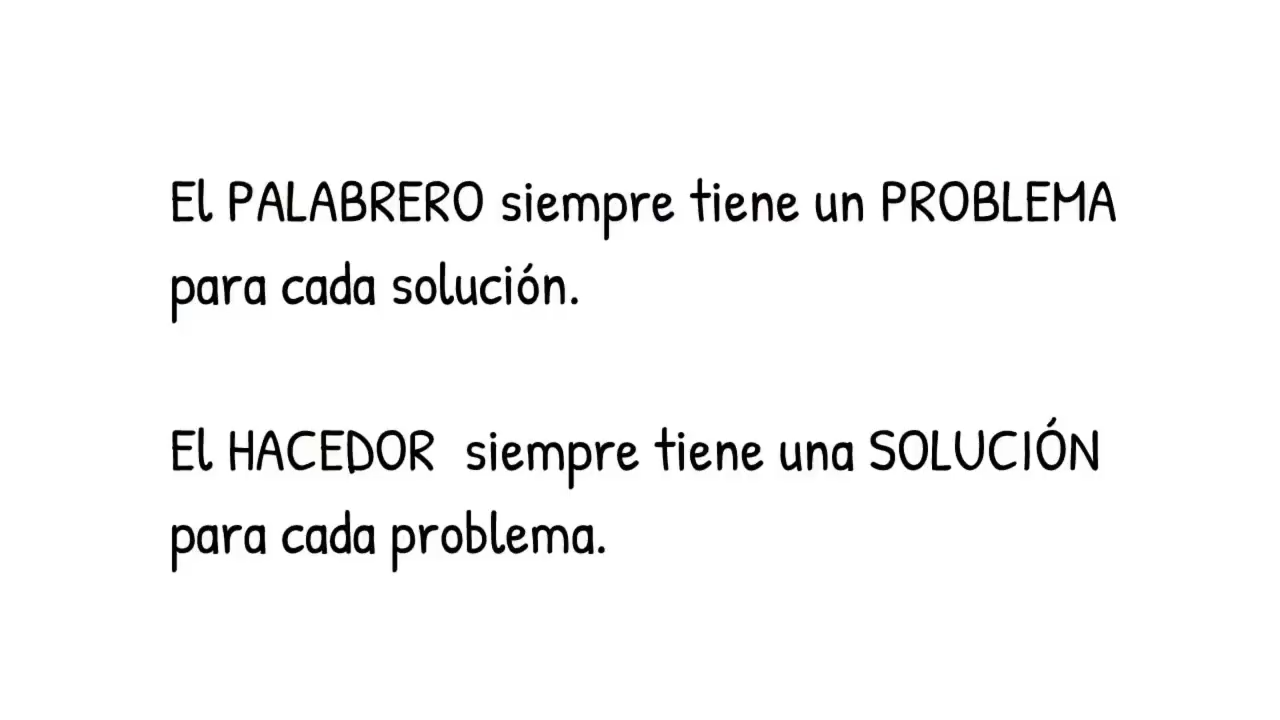 El PALABRERO siempre tiene un PROBLEMA
para cada solución.
El HACEDOR siempre tiene una SOLUCIÓN
para cada problema.